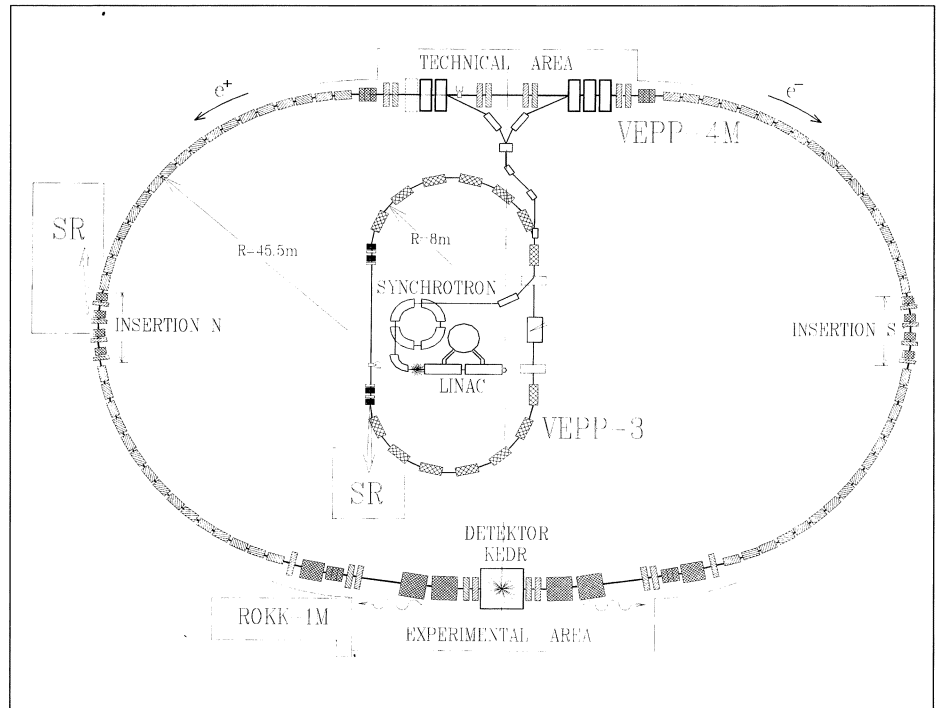 TECHNICAL AREA
e⁺
e⁻
VEPP-4M
SR
R-45.5m
R-8m
SYNCHROTRON
INSERTION N
INSERTION S
LINAC
VEPP-3
SR
DETEKTOR
KEDR
ROKK-1M
EXPERIMENTAL AREA